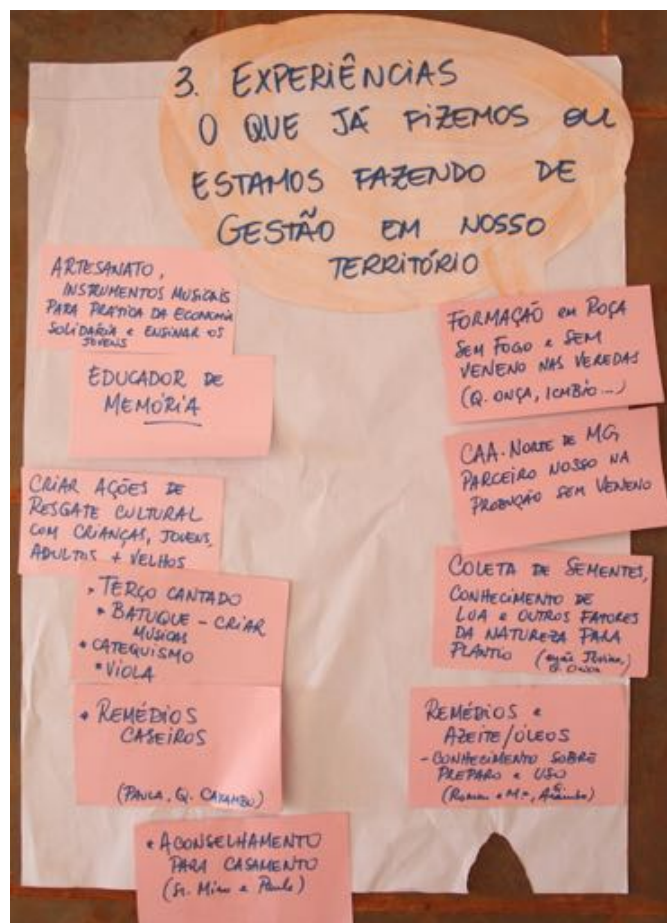 3. EXPERIÊNCIAS
O QUE JÁ FIZEMOS OU
ESTAMOS FAZENDO DE
GESTÃO EM NOSSO
TERRITÓRIO
ARTESANATO,
INSTRUMENTOS MUSICAIS
PARA PRÁTICA DA ECONOMIA
SOLIDÁRIA E ENSINAR OS
JOVENS
EDUCADOR DE
MEMÓRIA
CRIAR AÇÕES DE
RESGATE CULTURAL
COM CRIANÇAS, JOVENS,
ADULTOS + VELHOS
• TERÇO CANTADO
• BATUQUE - CRIAR
MÚSICAS
• CATEQUISMO
• VIOLA
• REMÉDIOS
CASEIROS
(PAULA, Q. CAXAMBU)
• ACONSELHAMENTO
PARA CASAMENTO
(Sr. Mino e Paula)
FORMAÇÃO em ROÇA
SEM FOGO e SEM
VENENO NAS VEREDAS
(Q. ONÇA, ICMBio...)
CAA-NORTE DE MG
PARCEIRO NOSSO NA
PRODUÇÃO SEM VENENO
COLETA DE SEMENTES,
CONHECIMENTO DE
LUA e OUTROS FATORES
DA NATUREZA PARA
PLANTIO
REMÉDIOS e
AZEITE/ÓLEOS
- CONHECIMENTO SOBRE
PREPARO e USO